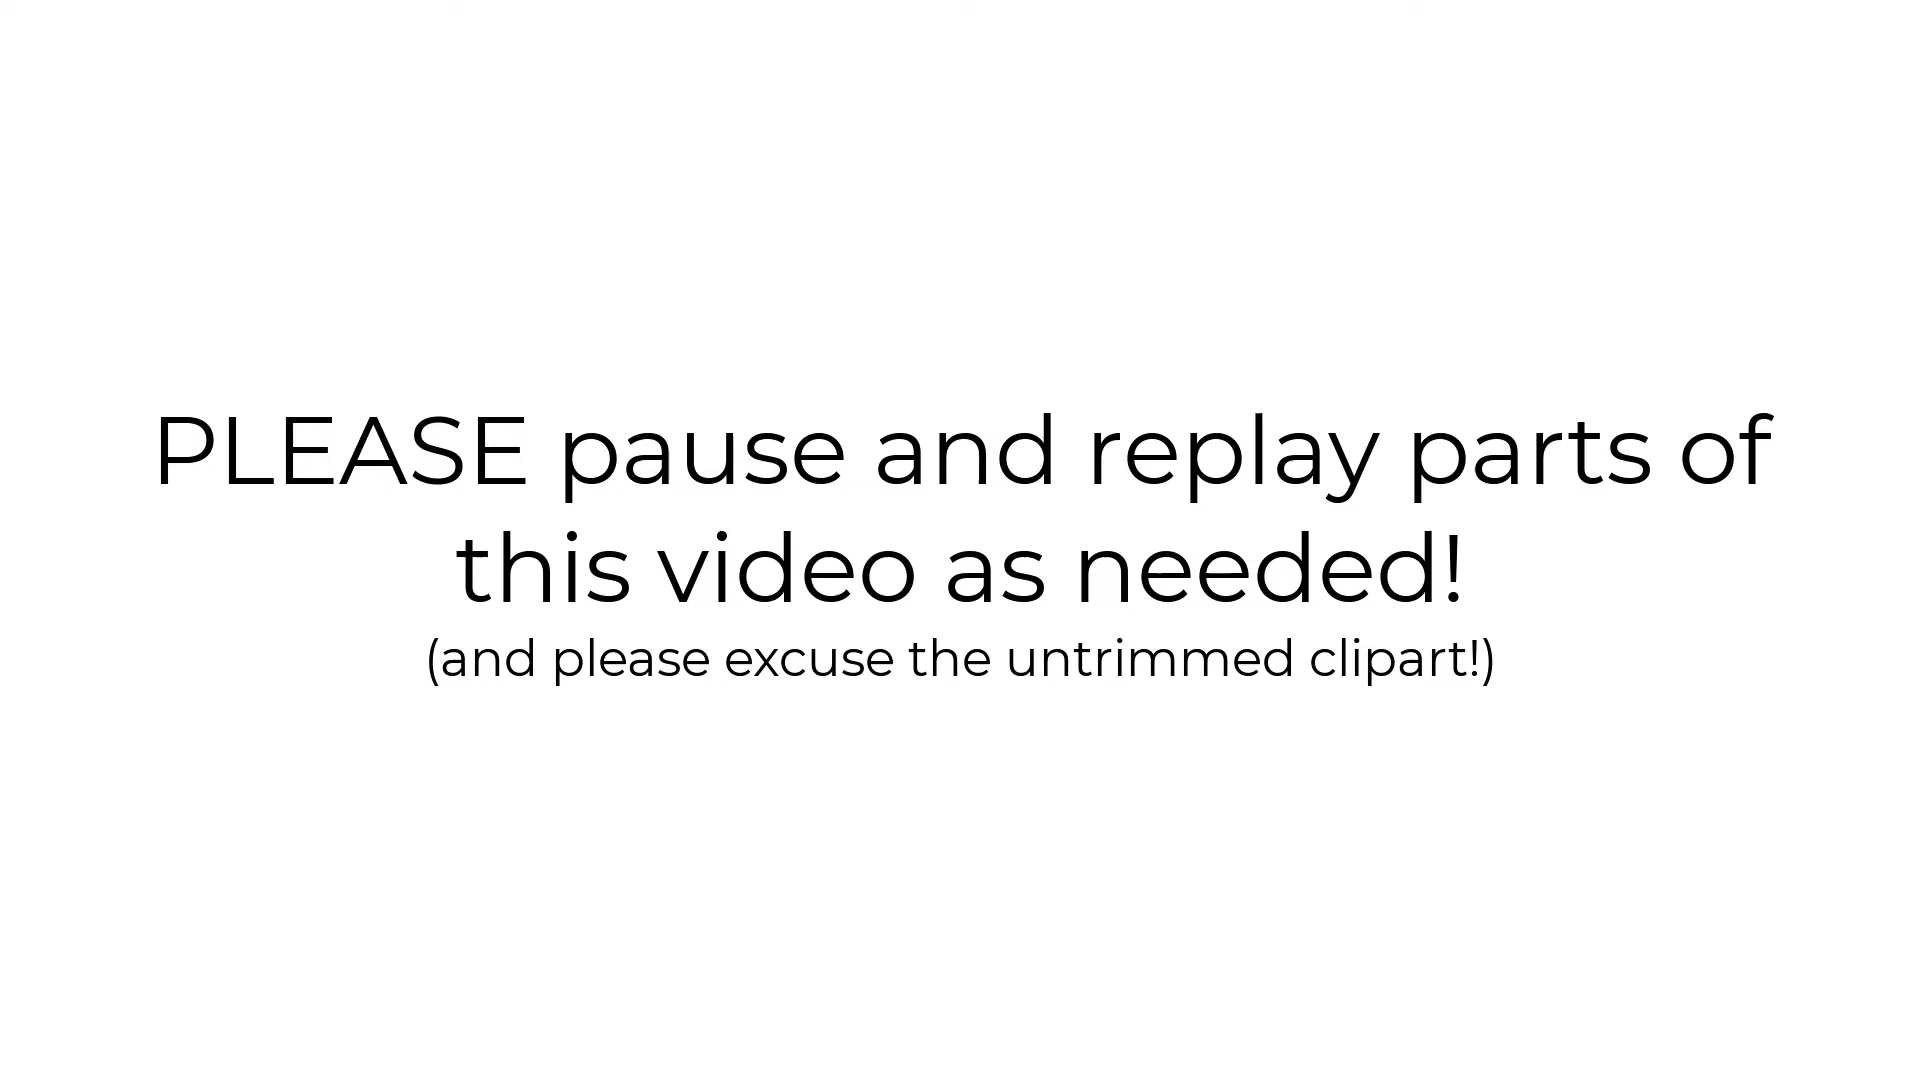 PLEASE pause and replay parts of
this video as needed!
(and please excuse the untrimmed clipart!)